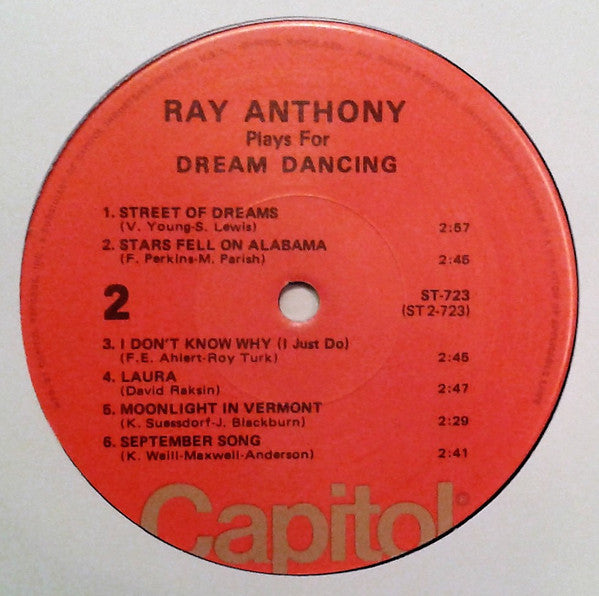 RAY ANTHONY
Plays For
DREAM DANCING
1. STREET OF DREAMS
(V. Young-S. Lewis) 2:57
2. STARS FELL ON ALABAMA
(F. Perkins-M. Parish) 2:45
2
ST-723
(ST2-723)
3. I DON'T KNOW WHY (I Just Do)
(F.E. Ahlert-Roy Turk) 2:45
4. LAURA
(David Raksin) 2:47
5. MOONLIGHT IN VERMONT
(K. Suessdorf-J. Blackburn) 2:29
6. SEPTEMBER SONG
(K. Weill-Maxwell-Anderson) 2:41
Capitol©